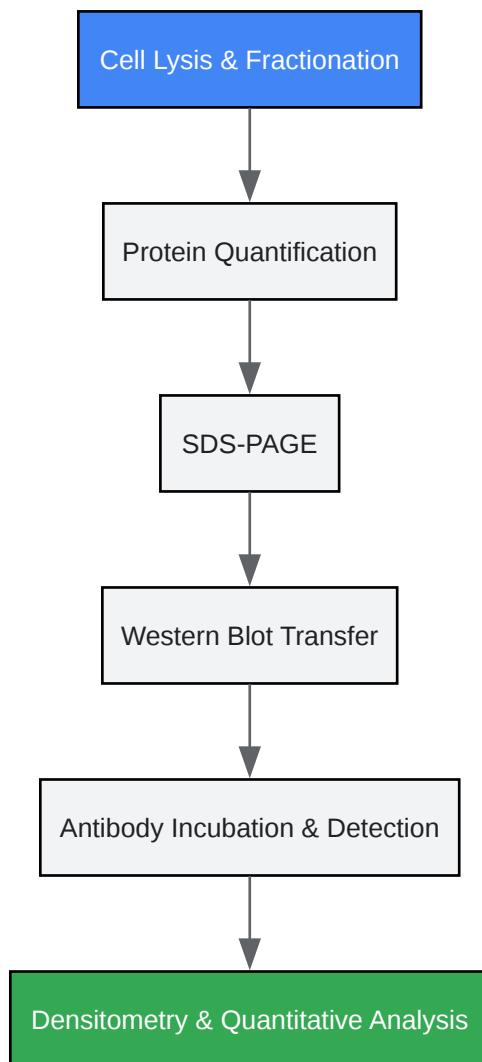 Cell Lysis & Fractionation
Protein Quantification
SDS-PAGE
Western Blot Transfer
Antibody Incubation & Detection
Densitometry & Quantitative Analysis